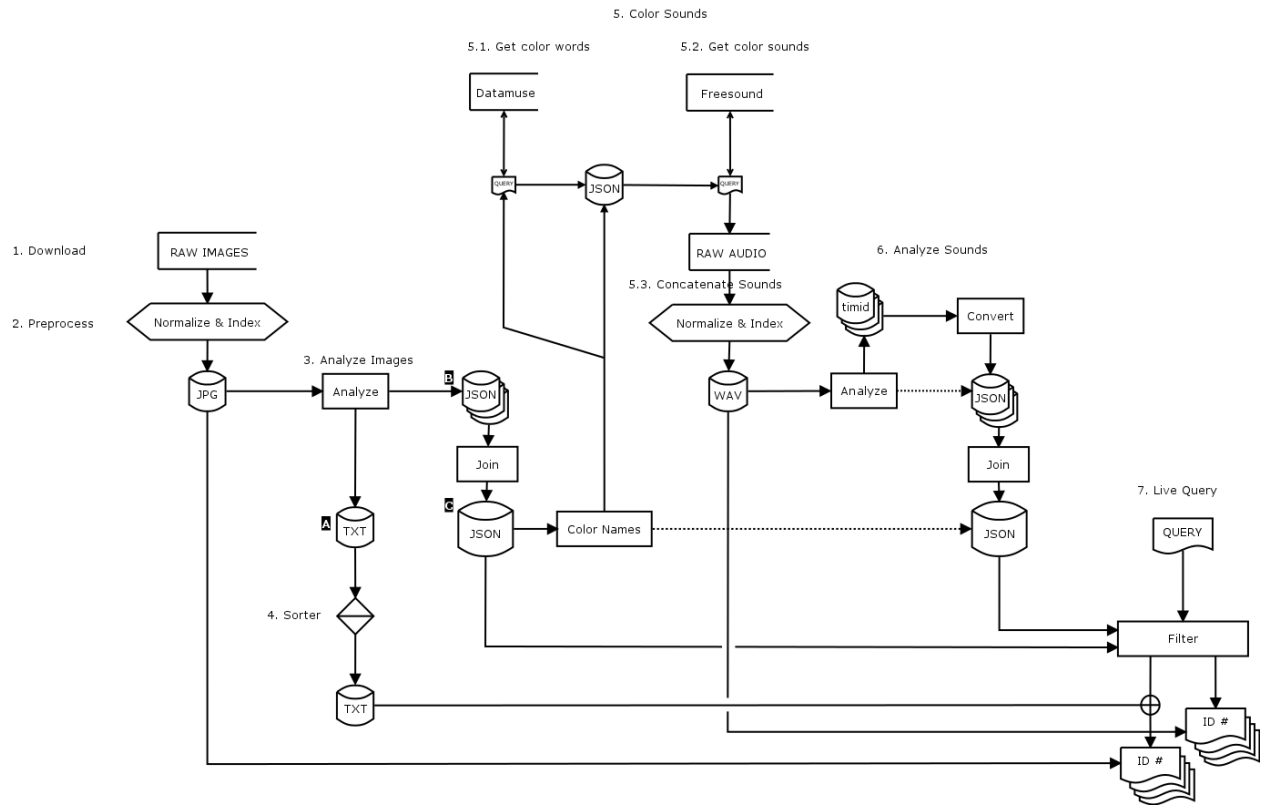 5. Color Sounds
5.1. Get color words
5.2. Get color sounds
Datamuse
Freesound
QUERY
JSON
QUERY
1. Download
RAW IMAGES
RAW AUDIO
6. Analyze Sounds
5.3. Concatenate Sounds
timid
Convert
2. Preprocess
Normalize & Index
Normalize & Index
3. Analyze Images
B
JPG
Analyze
JSON
WAV
Analyze
JSON
Join
Join
7. Live Query
C
A
TXT
JSON
Color Names
JSON
QUERY
4. Sorter
Filter
TXT
ID #
ID #